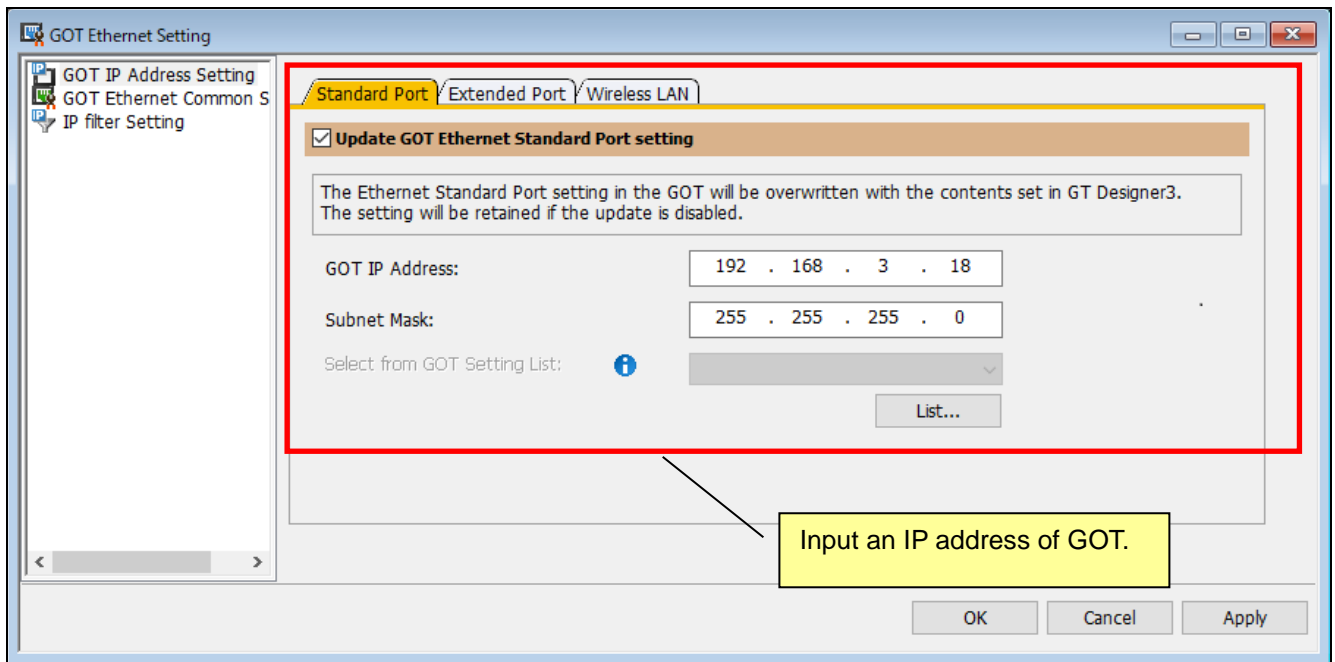 GOT Ethernet Setting
GOT IP Address Setting
GOT Ethernet Common S
IP filter Setting
Standard Port Extended Port Wireless LAN
Update GOT Ethernet Standard Port setting
The Ethernet Standard Port setting in the GOT will be overwritten with the contents set in GT Designer3.
The setting will be retained if the update is disabled.
GOT IP Address: 192 . 168 . 3 . 18
Subnet Mask: 255 . 255 . 255 . 0
Select from GOT Setting List:
List...
Input an IP address of GOT.
OK Cancel Apply